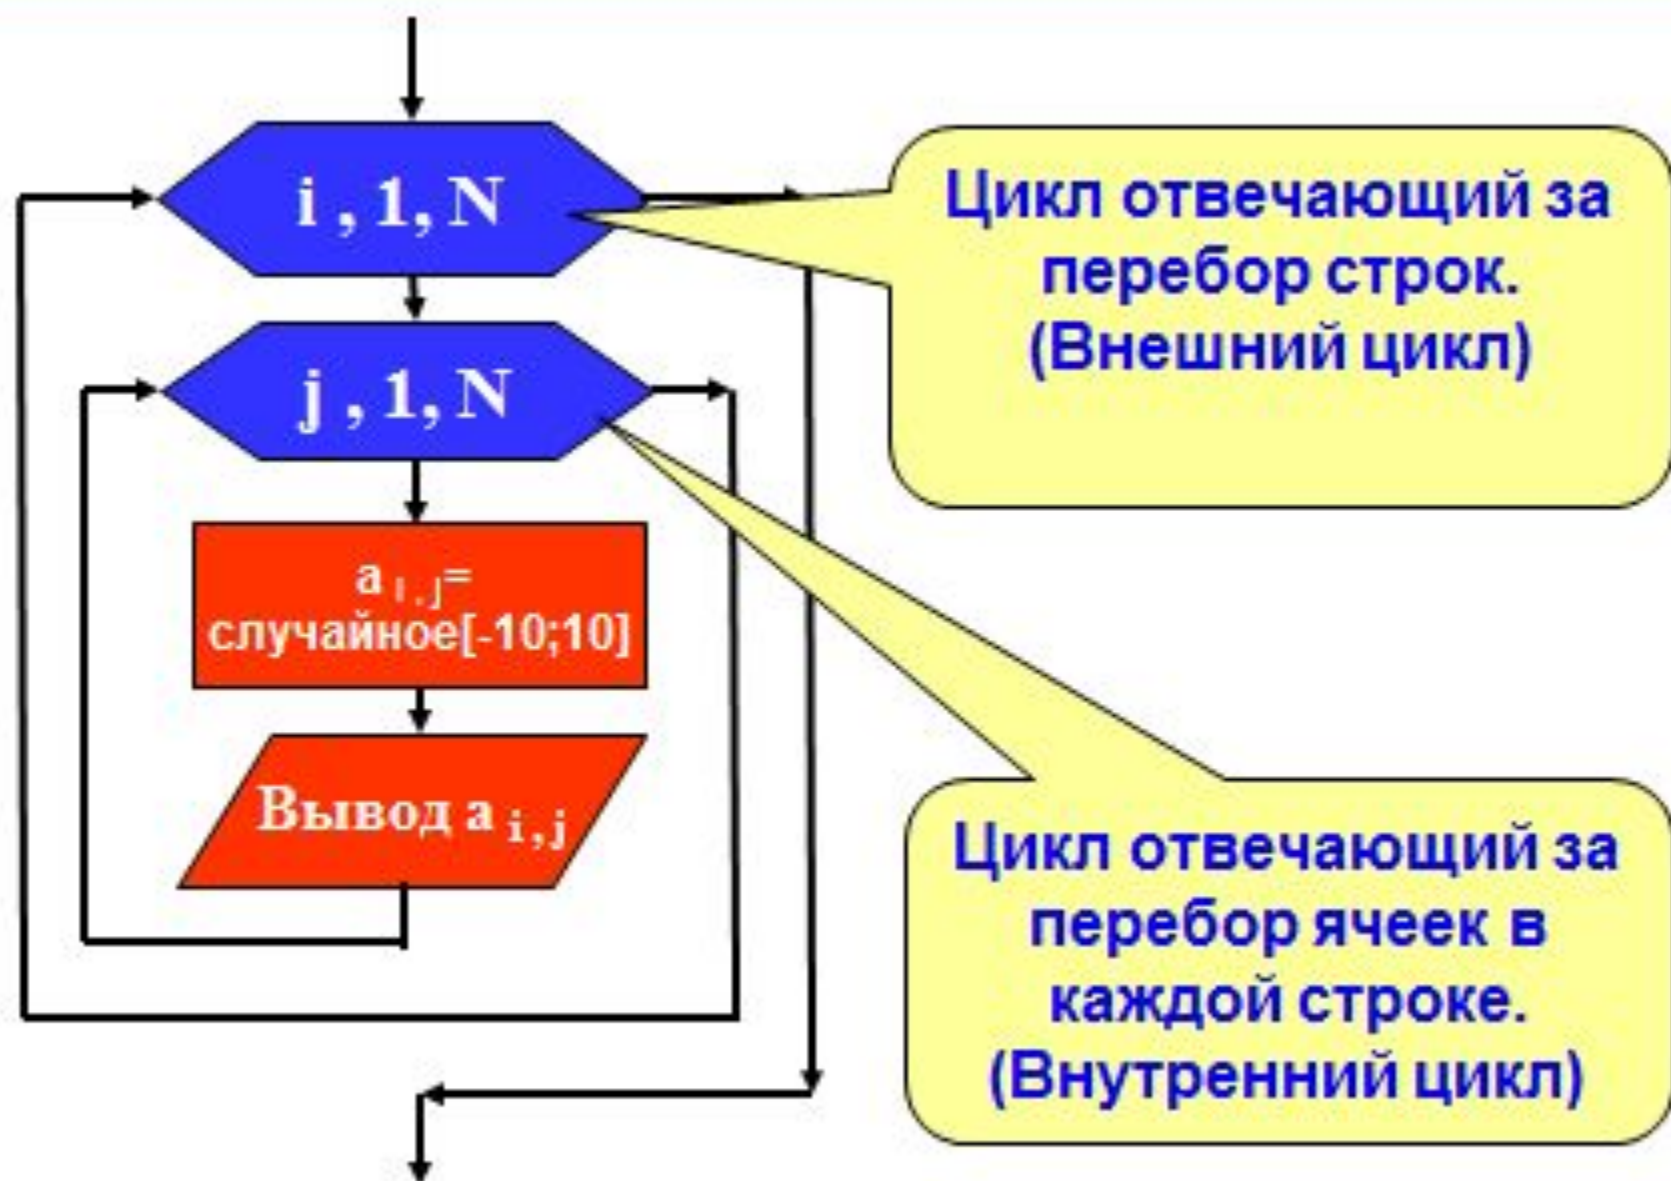 i , 1, N
Цикл отвечающий за
перебор строк.
(Внешний цикл)
j , 1, N
a i , j=
случайное[-10;10]
Вывод a i , j
Цикл отвечающий за
перебор ячеек в
каждой строке.
(Внутренний цикл)